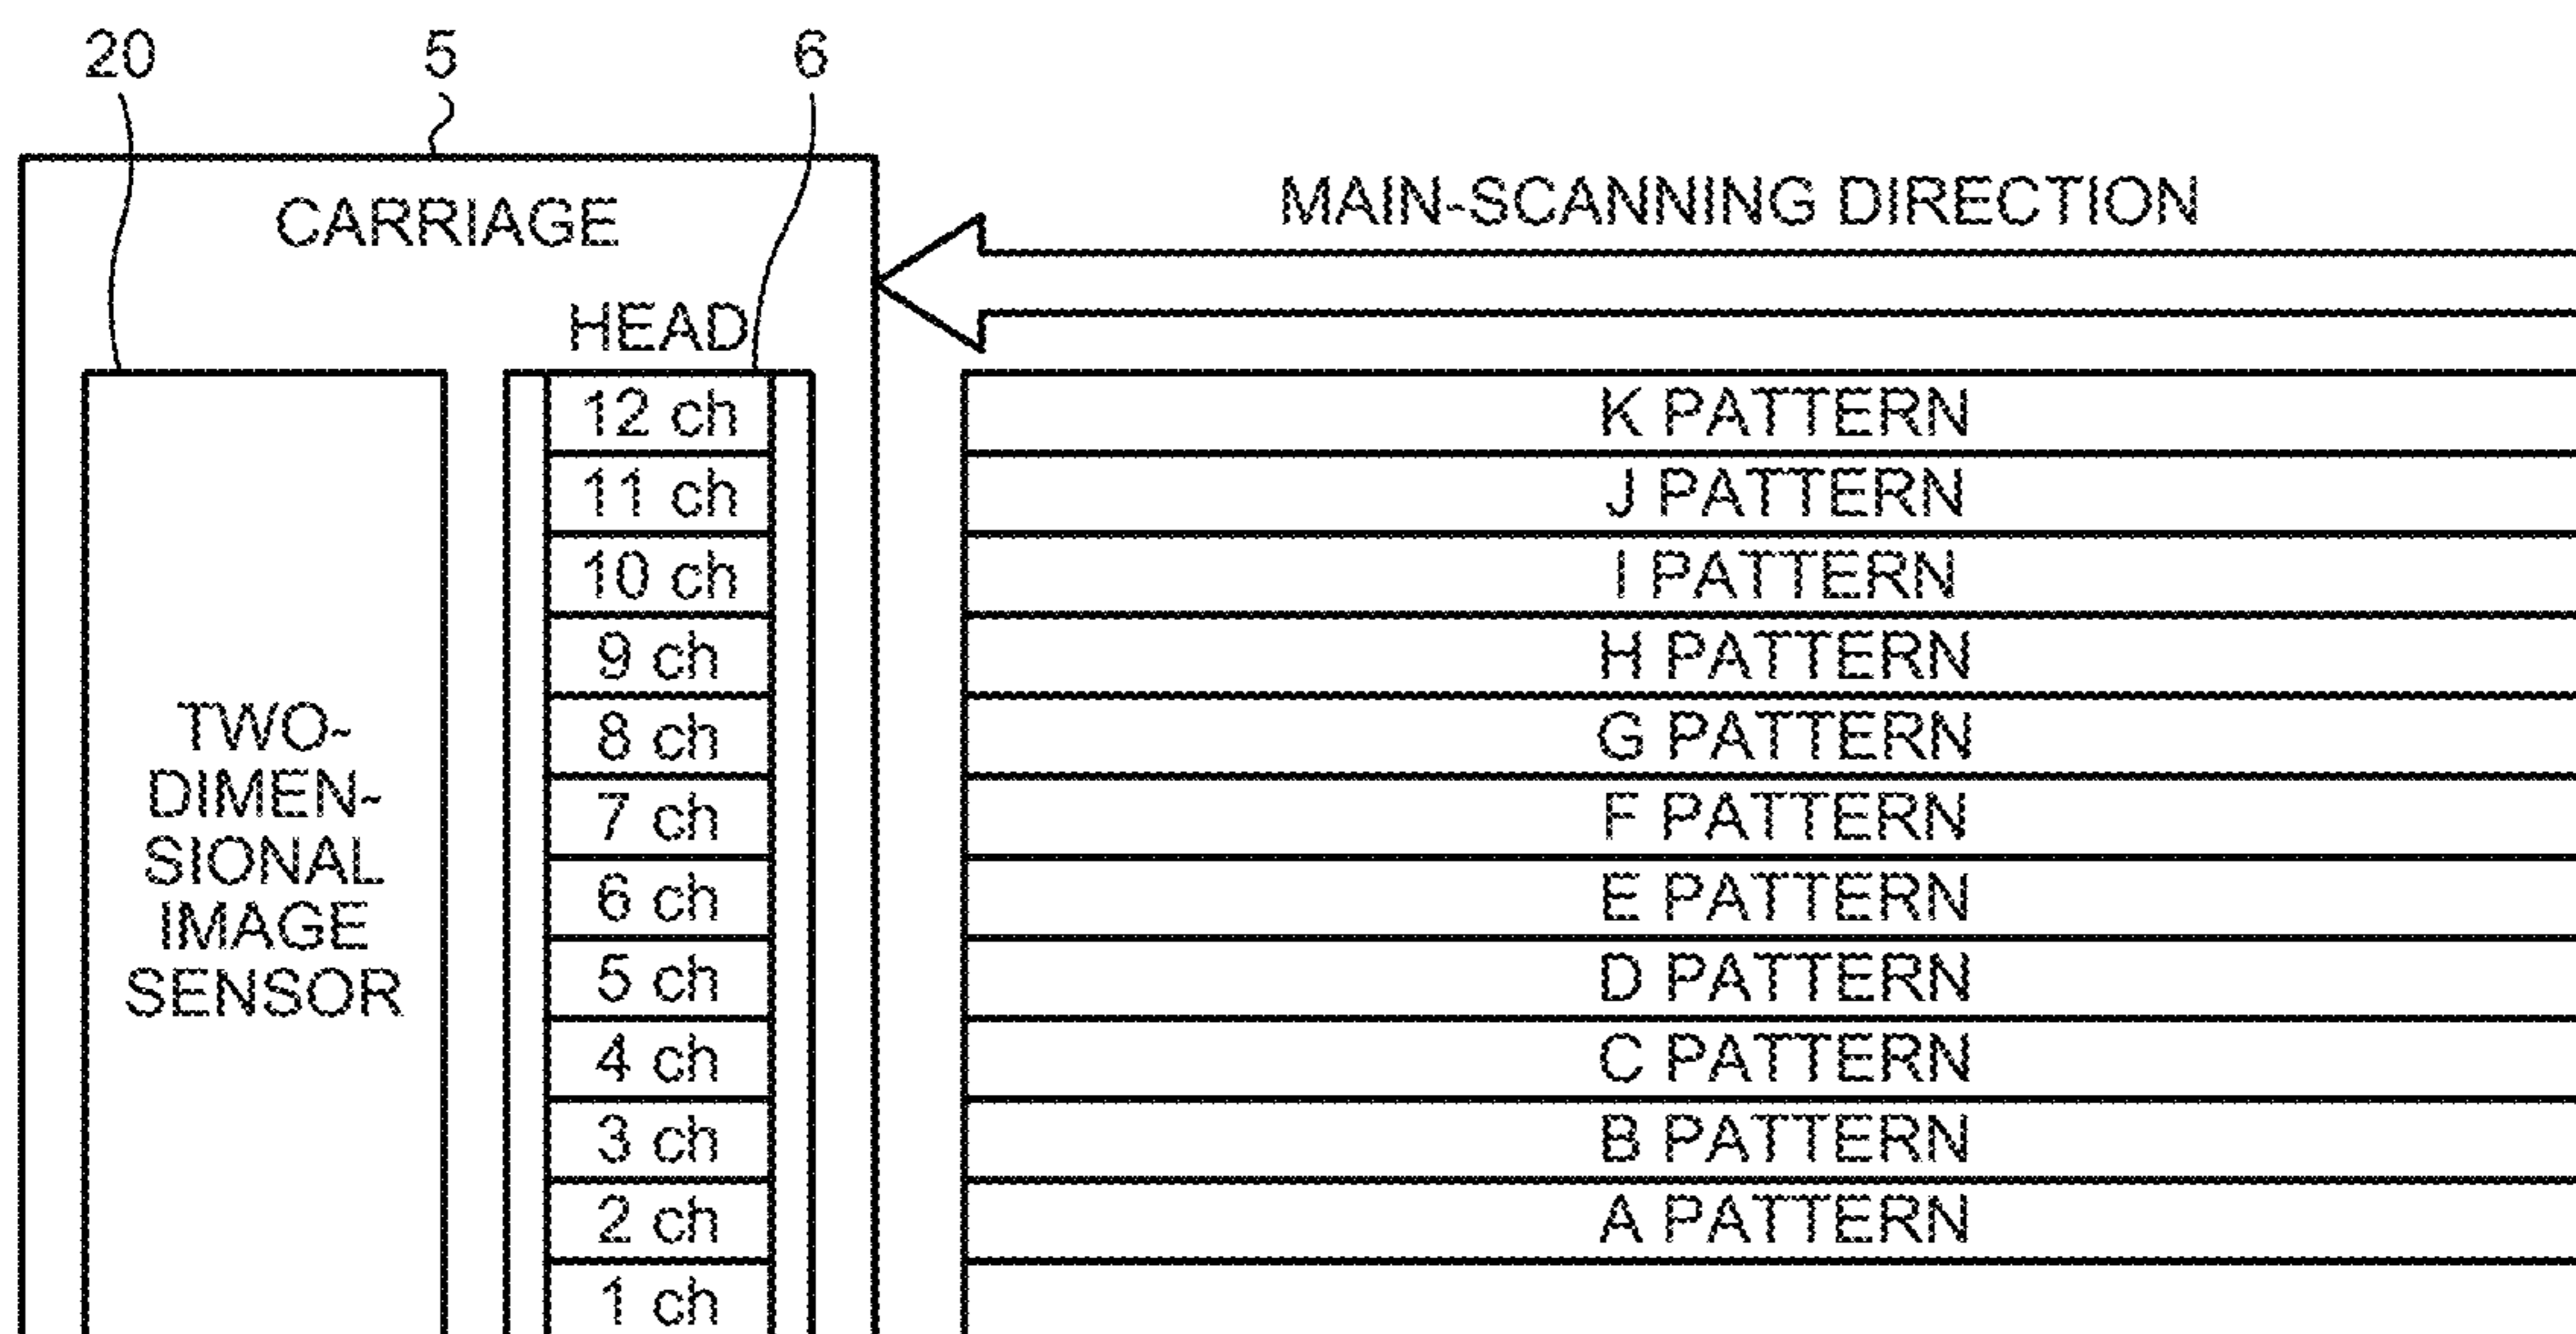 20 5 6
CARRIAGE
MAIN-SCANNING DIRECTION
HEAD
12 ch
K PATTERN
11 ch
J PATTERN
10 ch
I PATTERN
9 ch
H PATTERN
8 ch
G PATTERN
7 ch
F PATTERN
6 ch
E PATTERN
5 ch
D PATTERN
4 ch
C PATTERN
3 ch
B PATTERN
2 ch
A PATTERN
1 ch
TWO-
DIMEN-
SIONAL
IMAGE
SENSOR